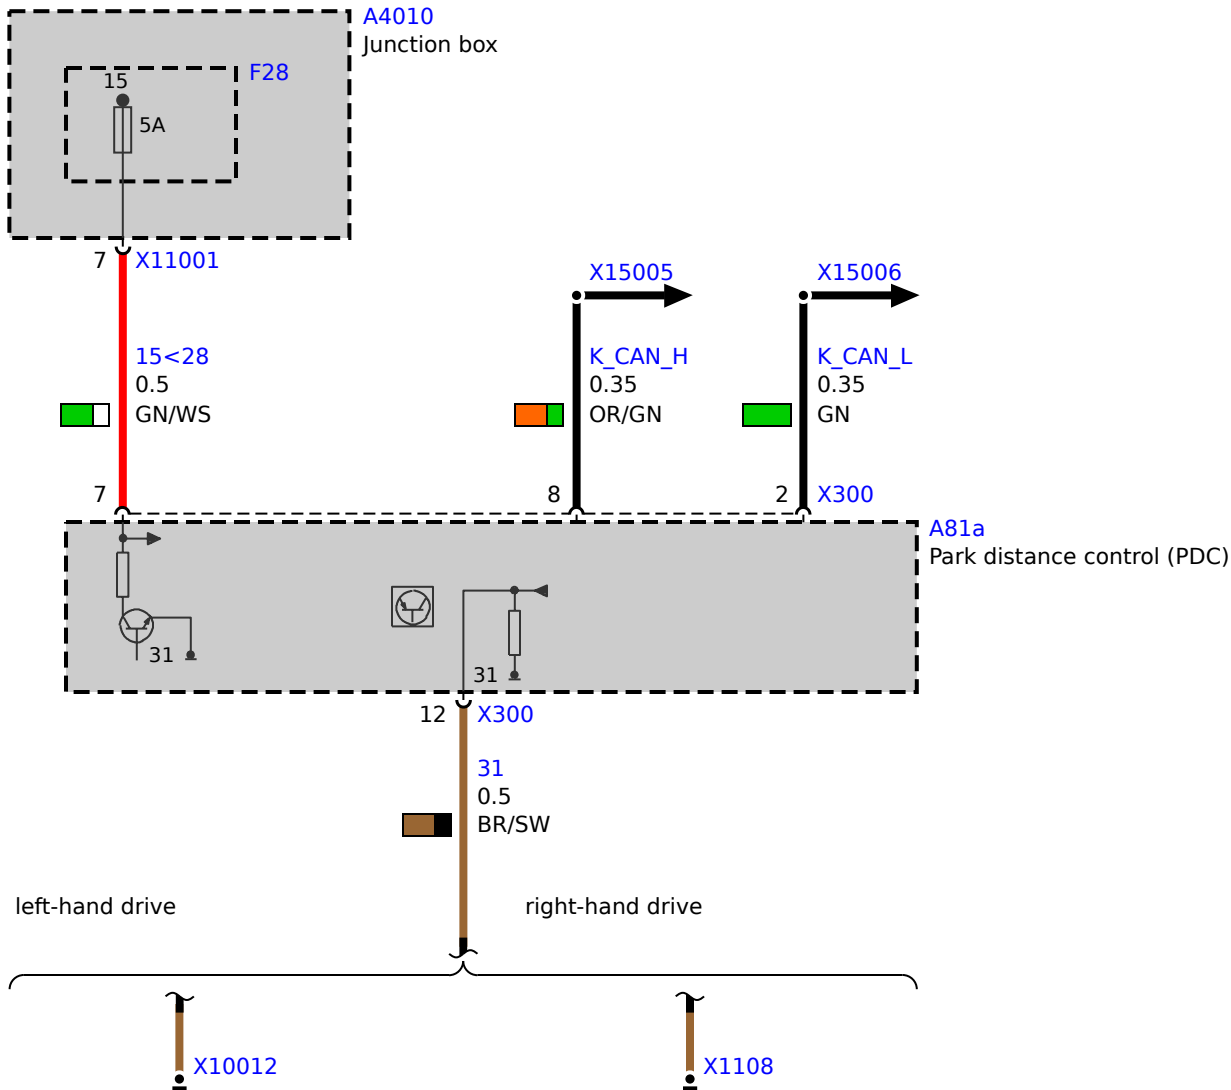 A4010
Junction box
F28
15
5A
7 X11001
X15005
X15006
15<28
0.5
GN/WS
K_CAN_H
0.35
OR/GN
K_CAN_L
0.35
GN
7
8
2 X300
A81a
Park distance control (PDC)
31
31
12 X300
31
0.5
BR/SW
left-hand drive
right-hand drive
X10012
X1108